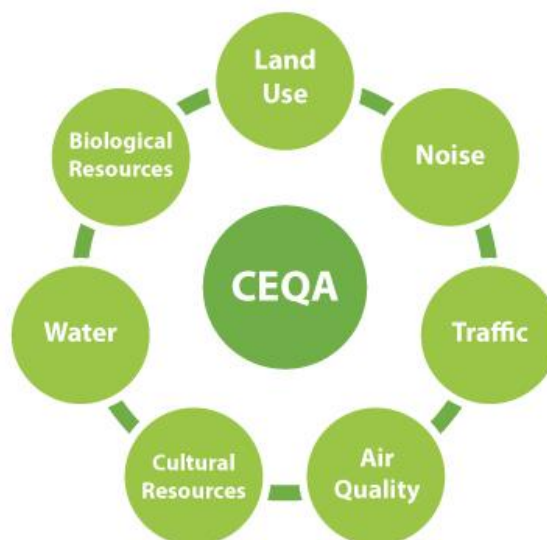 Land
Use
Noise
Traffic
Air
Quality
Cultural
Resources
Water
Biological
Resources
CEQA